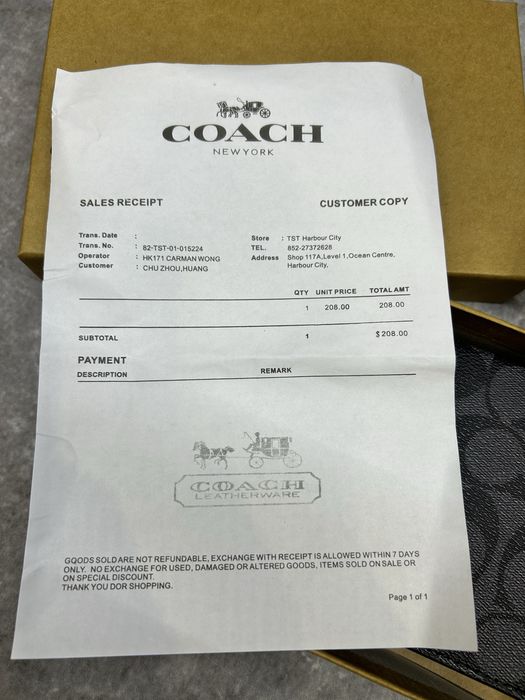 COACH
NEWYORK
SALES RECEIPT CUSTOMER COPY
Trans. Date :
Trans. No. : 82-TST-01-015224
Operator : HK171 CARMAN WONG
Customer : CHU ZHOU,HUANG
Store : TST Harbour City
TEL. 852-27372628
Address Shop 117A,Level 1,Ocean Centre,
Harbour City,
QTY UNIT PRICE TOTAL AMT
1 208.00 208.00
SUBTOTAL 1 $208.00
PAYMENT
DESCRIPTION REMARK
COACH
LEATHERWARE
GOODS SOLD ARE NOT REFUNDABLE, EXCHANGE WITH RECEIPT IS ALLOWED WITHIN 7 DAYS
ONLY. NO EXCHANGE FOR USED, DAMAGED OR ALTERED GOODS, ITEMS SOLD ON SALE OR
ON SPECIAL DISCOUNT.
THANK YOU DOR SHOPPING.
Page 1 of 1